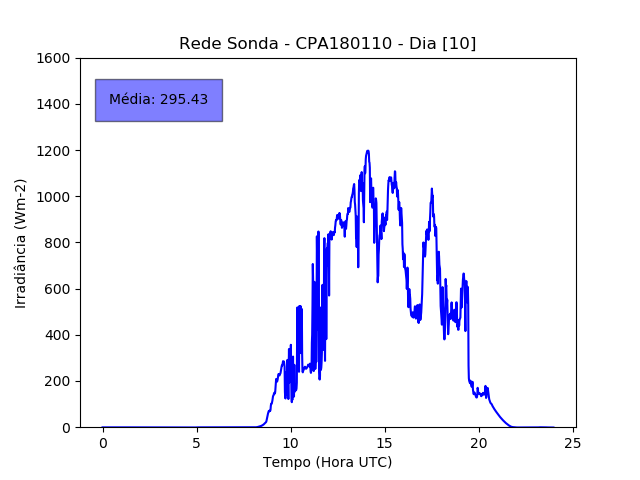 Rede Sonda - CPA180110 - Dia [10]
1600
1400
1200
1000
800
600
400
200
0
Média: 295.43
Irradiância (Wm-2)
0 5 10 15 20 25
Tempo (Hora UTC)